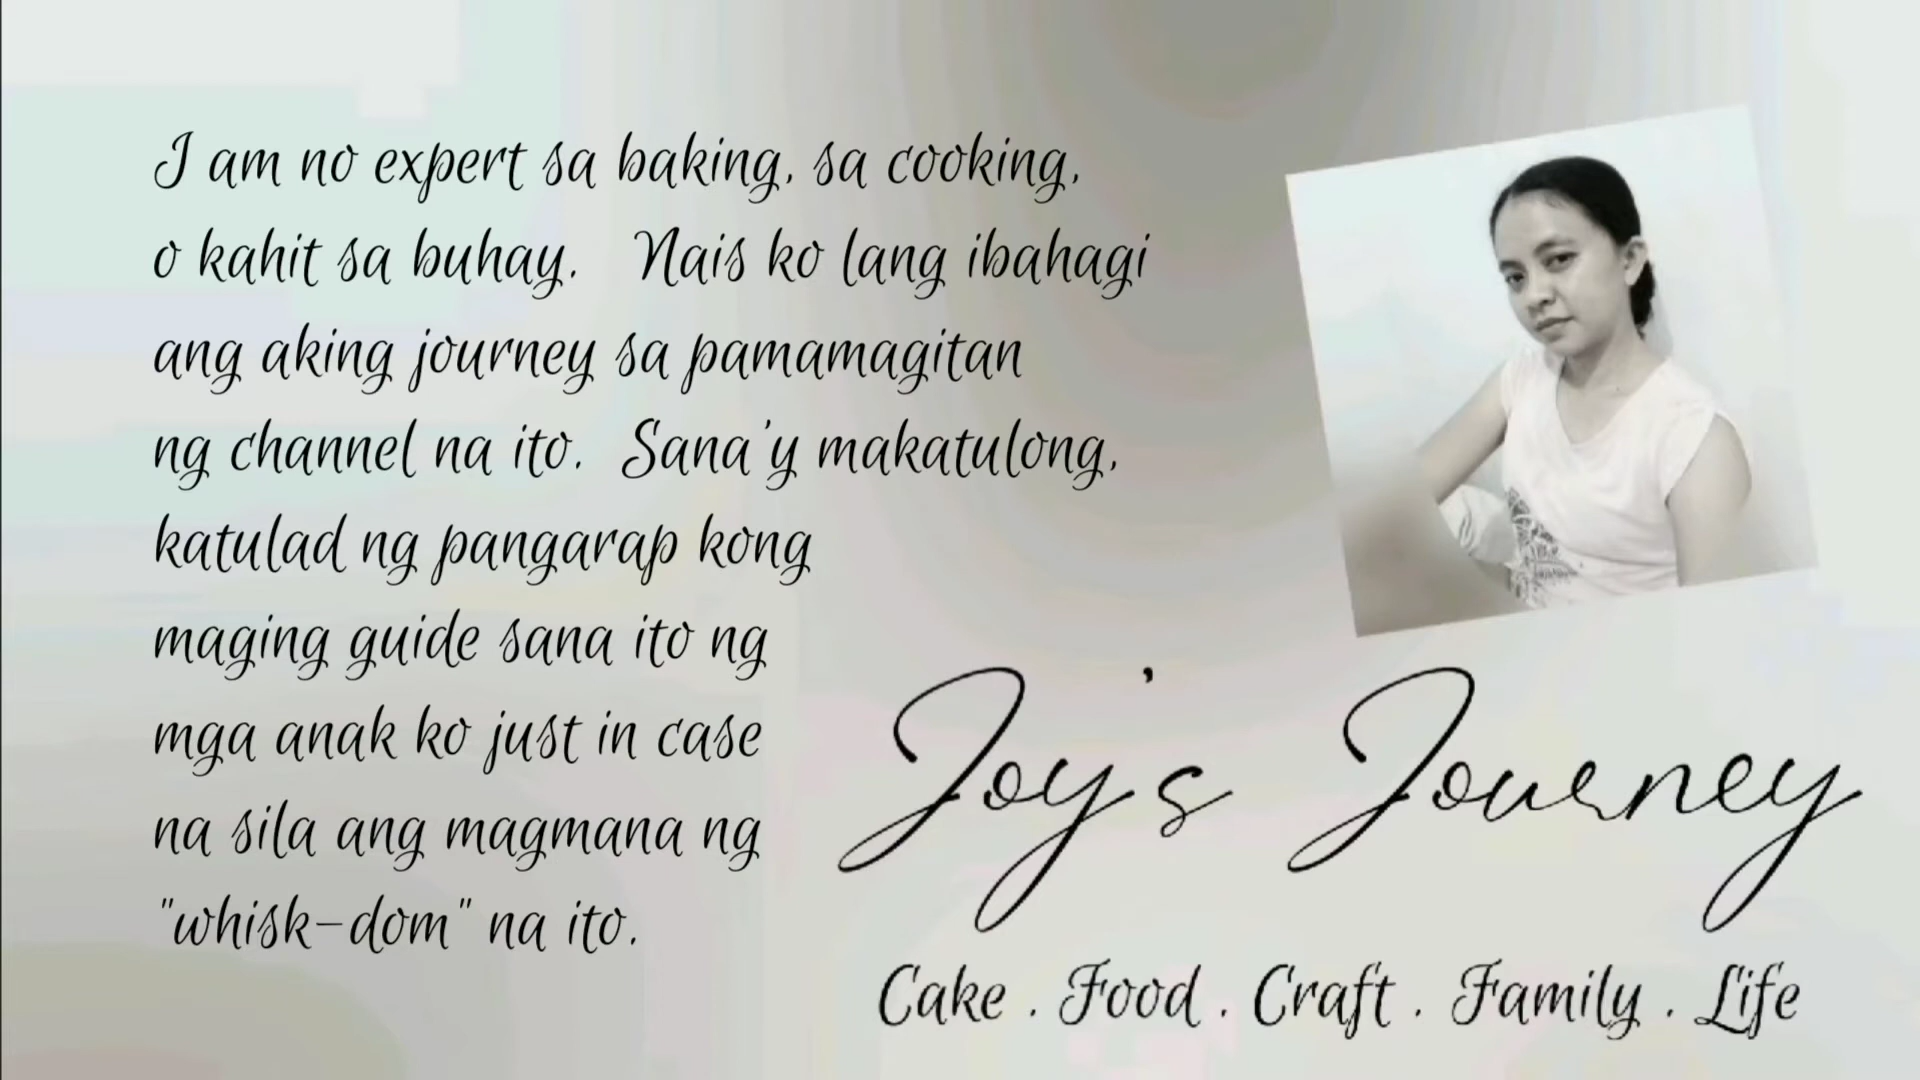 I am no expert sa baking, sa cooking,
o kahit sa buhay. Nais ko lang ibahagi
ang aking journey sa pamamagitan
ng channel na ito. Sana'y makatulong,
katulad ng pangarap kong
maging guide sana ito ng
mga anak ko just in case
na sila ang magmana ng
"whisk-dom" na ito.
Joy's Journey
Cake . Food . Craft . Family . Life